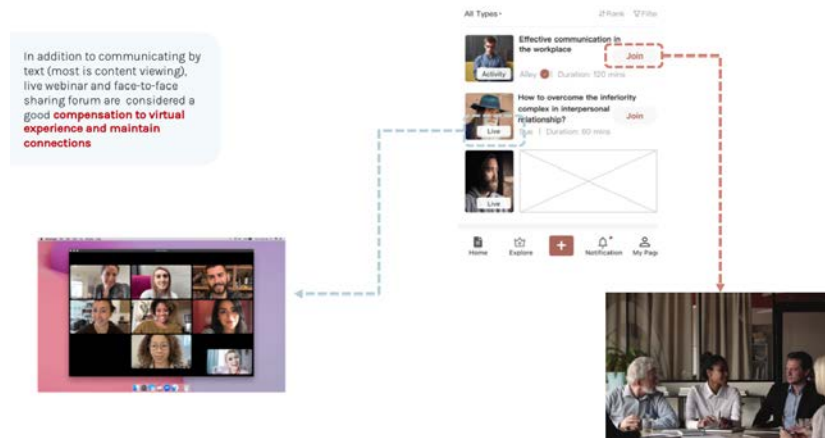 All Types
Rank
Filte
In addition to communicating by
text (most is content viewing),
live webinar and face-to-face
sharing forum are considered a
good compensation to virtual
experience and maintain
connections
Effective communication in
the workplace
Join
Activity
Alley | Duration: 120 mins
How to overcome the inferiority
complex in interpersonal
relationship?
Join
Live
| Duration: 90 mins
Live
Home
Explore
+
Notification
My Page